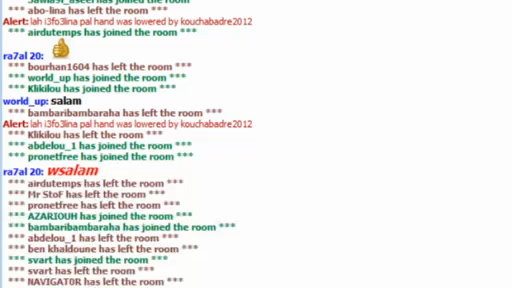 *** abo-lina has left the room ***
Alert: lah i3fo3lina pal hand was lowered by kouchabadre2012
*** airdutemps has joined the room ***
ra7al 20:
*** bourhan1604 has left the room ***
*** world_up has joined the room ***
*** Klikilou has joined the room ***
world_up: salam
*** bambaribambaraha has left the room ***
Alert: lah i3fo3lina pal hand was lowered by kouchabadre2012
*** Klikilou has left the room ***
*** abdelou_1 has joined the room ***
*** pronetfree has joined the room ***
ra7al 20: wsalam
*** airdutemps has left the room ***
*** Mr StoF has left the room ***
*** pronetfree has left the room ***
*** AZARIOUH has joined the room ***
*** bambaribambaraha has joined the room ***
*** abdelou_1 has left the room ***
*** ben khaldoune has left the room ***
*** svart has joined the room ***
*** svart has left the room ***
*** NAVIGATOR has left the room ***